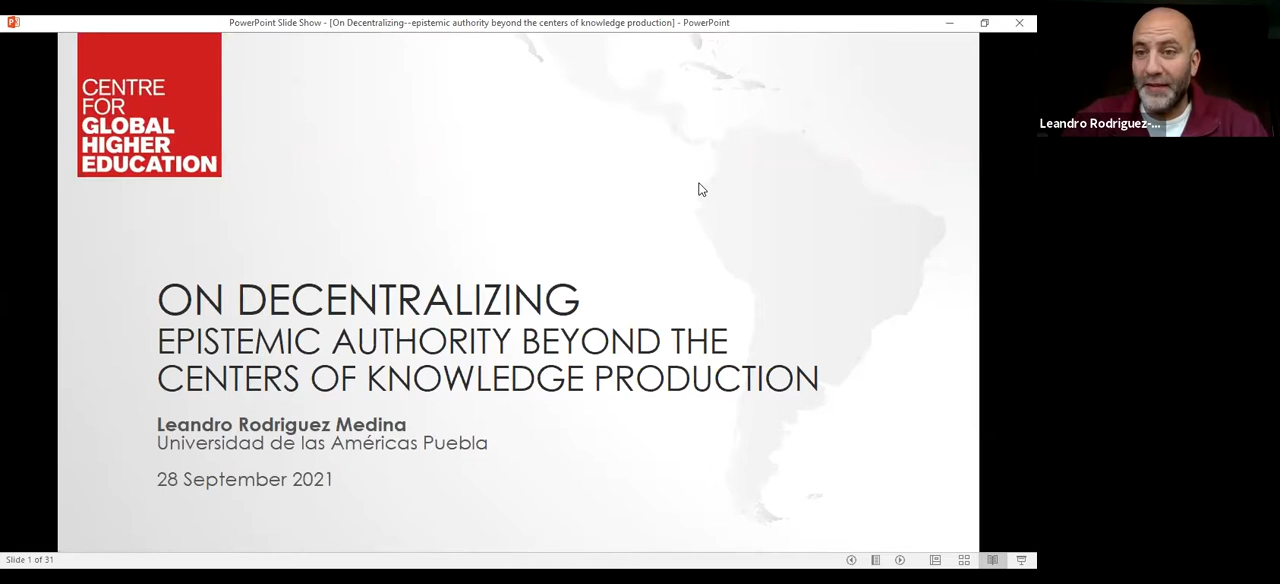 PowerPoint Slide Show - [On Decentralizing--epistemic authority beyond the centers of knowledge production] - PowerPoint
CENTRE
FOR
GLOBAL
HIGHER
EDUCATION
Leandro Rodriguez-...
ON DECENTRALIZING
EPISTEMIC AUTHORITY BEYOND THE
CENTERS OF KNOWLEDGE PRODUCTION
Leandro Rodriguez Medina
Universidad de las Américas Puebla
28 September 2021
Slide 1 of 31